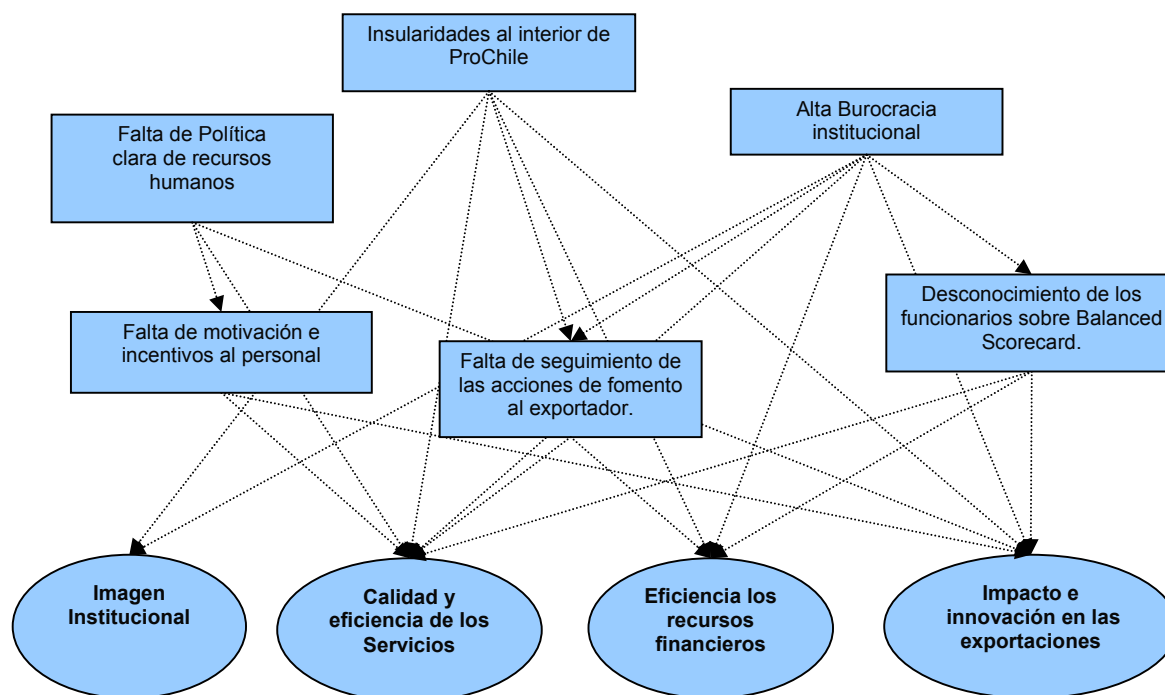 Insularidades al interior de
ProChile
Alta Burocracia
institucional
Falta de Política
clara de recursos
humanos
Desconocimiento de los
funcionarios sobre Balanced
Scorecard.
Falta de motivación e
incentivos al personal
Falta de seguimiento de
las acciones de fomento
al exportador.
Imagen
Institucional
Calidad y
eficiencia de los
Servicios
Eficiencia los
recursos
financieros
Impacto e
innovación en las
exportaciones